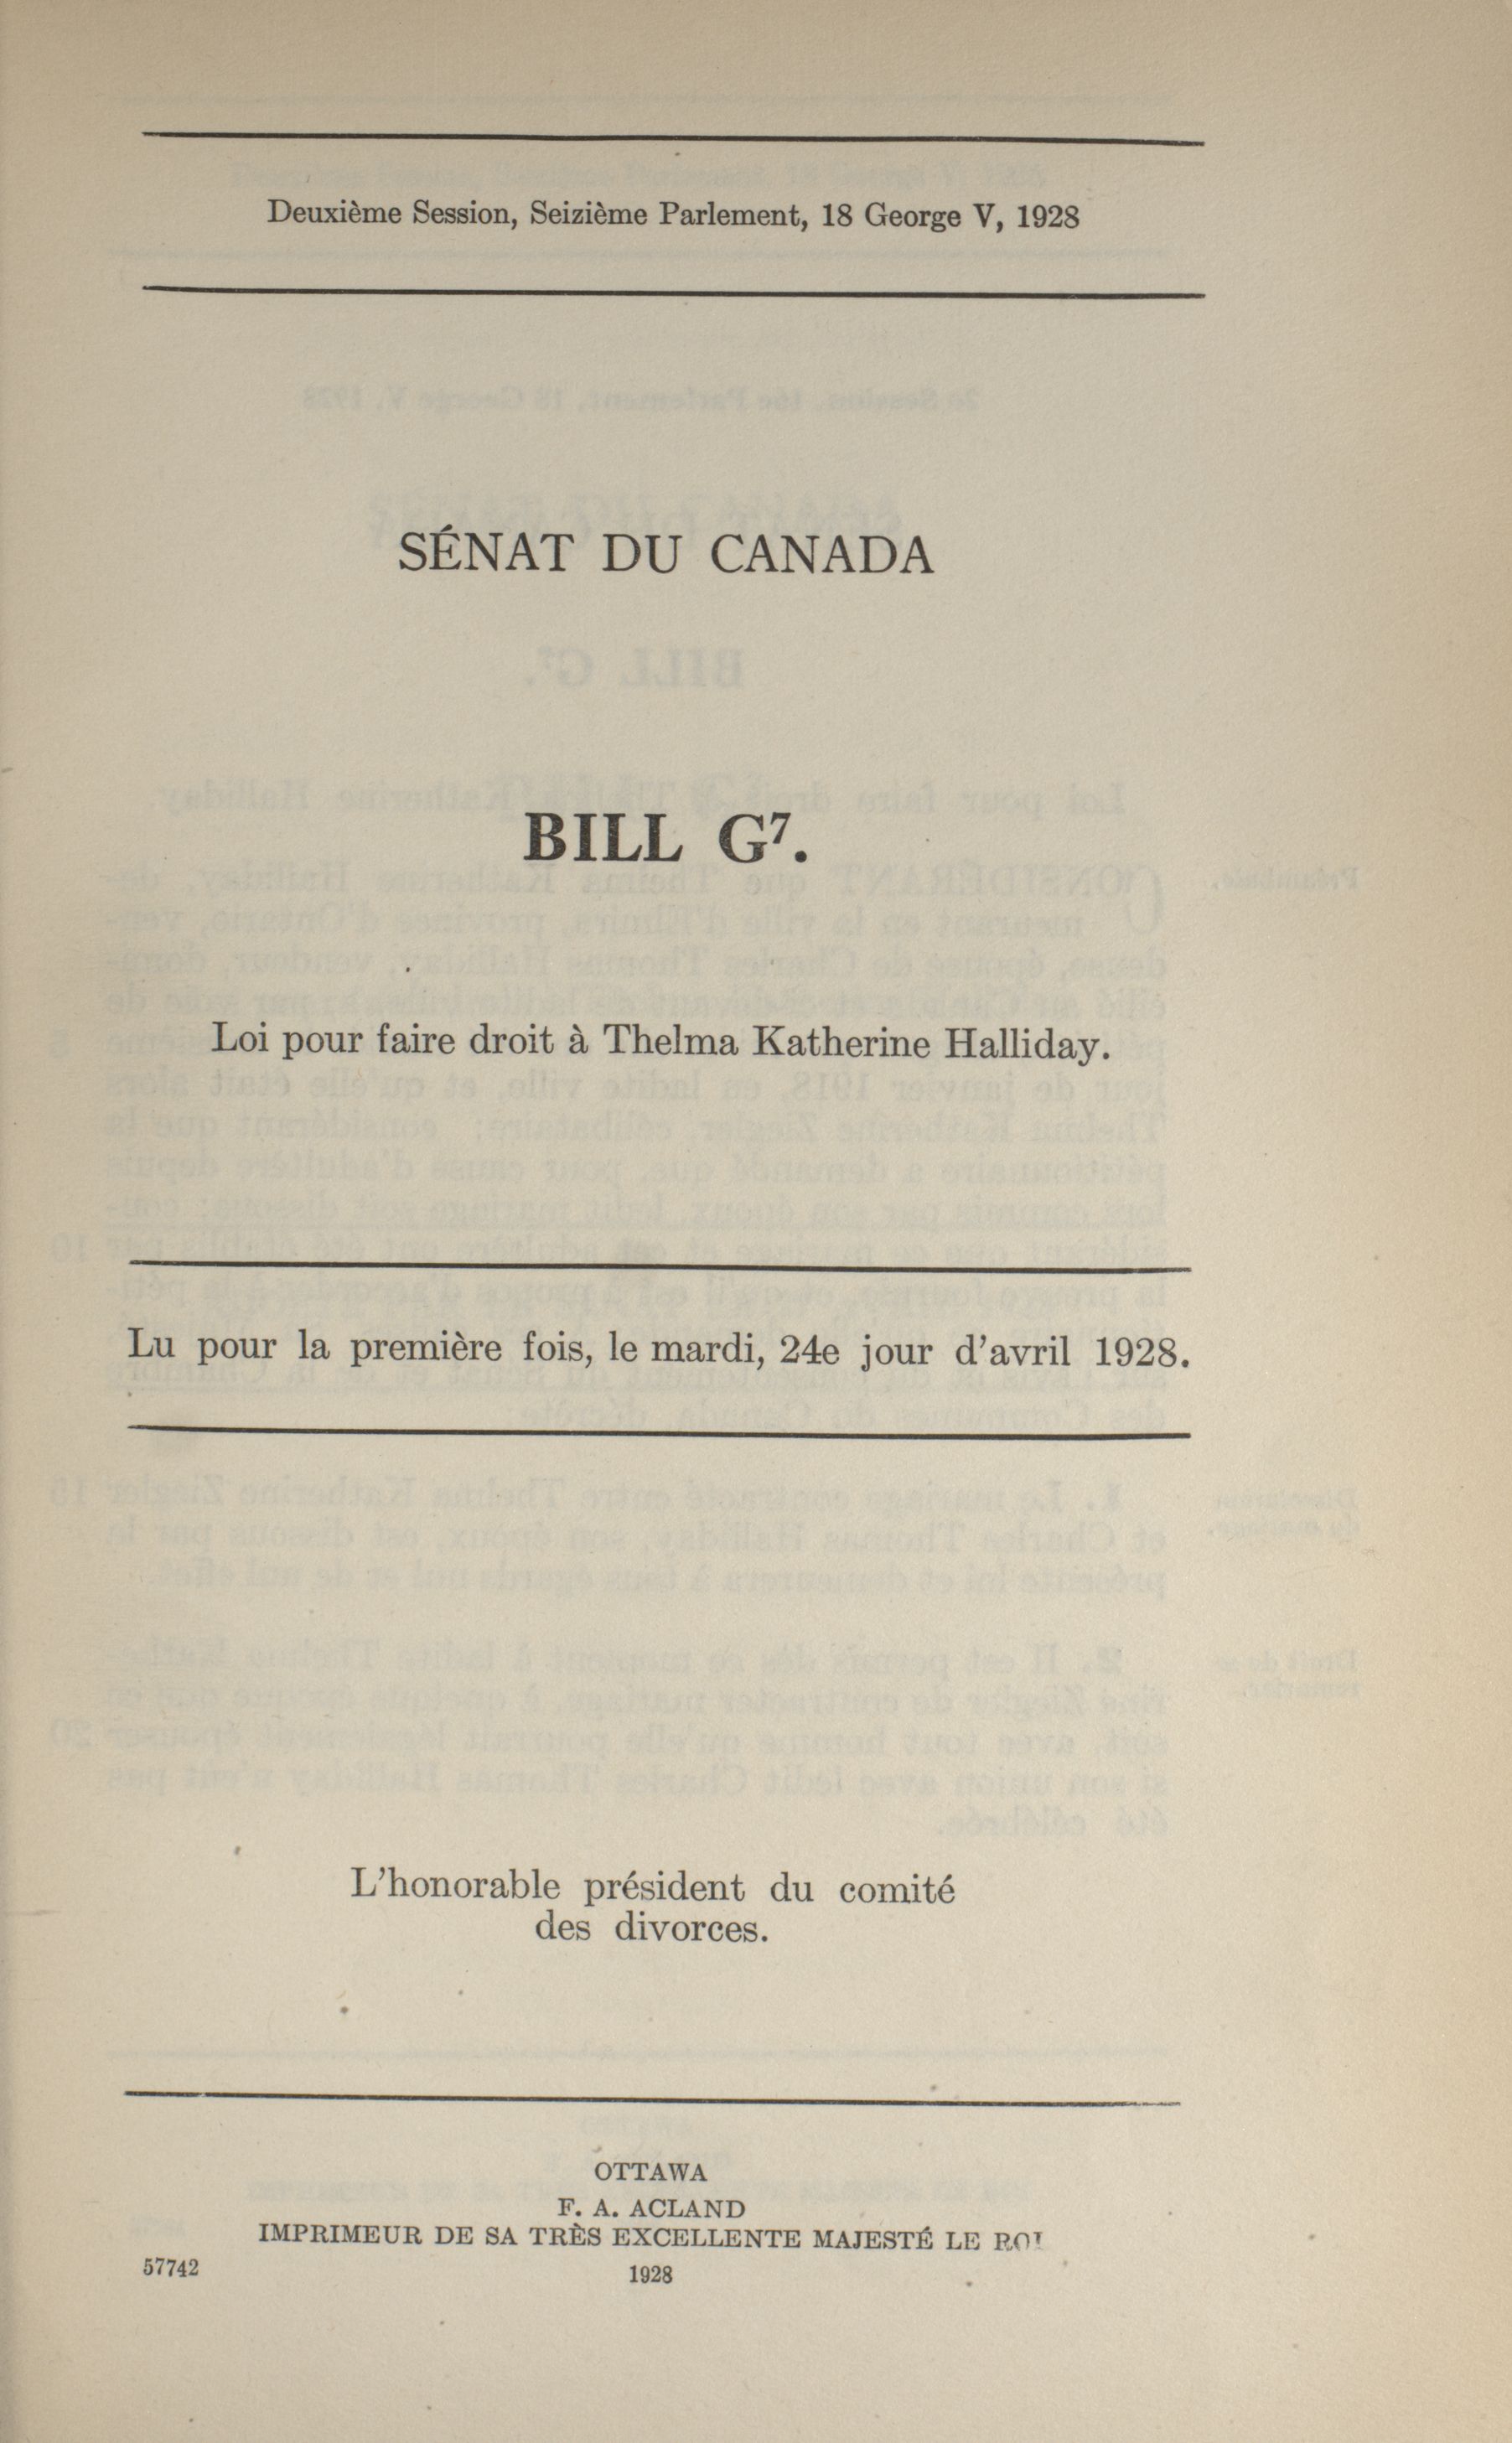 Deuxième Session, Seizième Parlement, 18 George V, 1928
SÉNAT DU CANADA
BILL G⁷.
Loi pour faire droit à Thelma Katherine Halliday.
Lu pour la première fois, le mardi, 24e jour d'avril 1928.
L'honorable président du comité
des divorces.
OTTAWA
F. A. ACLAND
IMPRIMEUR DE SA TRÈS EXCELLENTE MAJESTÉ LE ROI
57742
1928